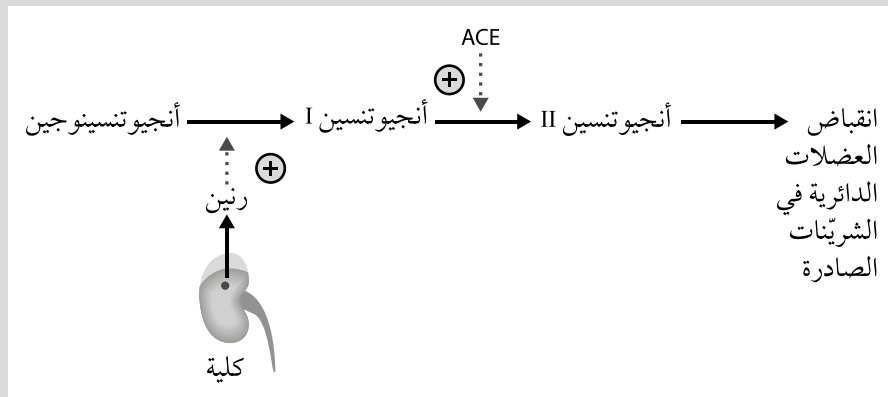 ACE
أنجيوتنسينوجين
أنجيوتنسين I
أنجيوتنسين II
انقباض
العضلات
الدائرية في
الشريّنات
الصادرة
رنين
كلية